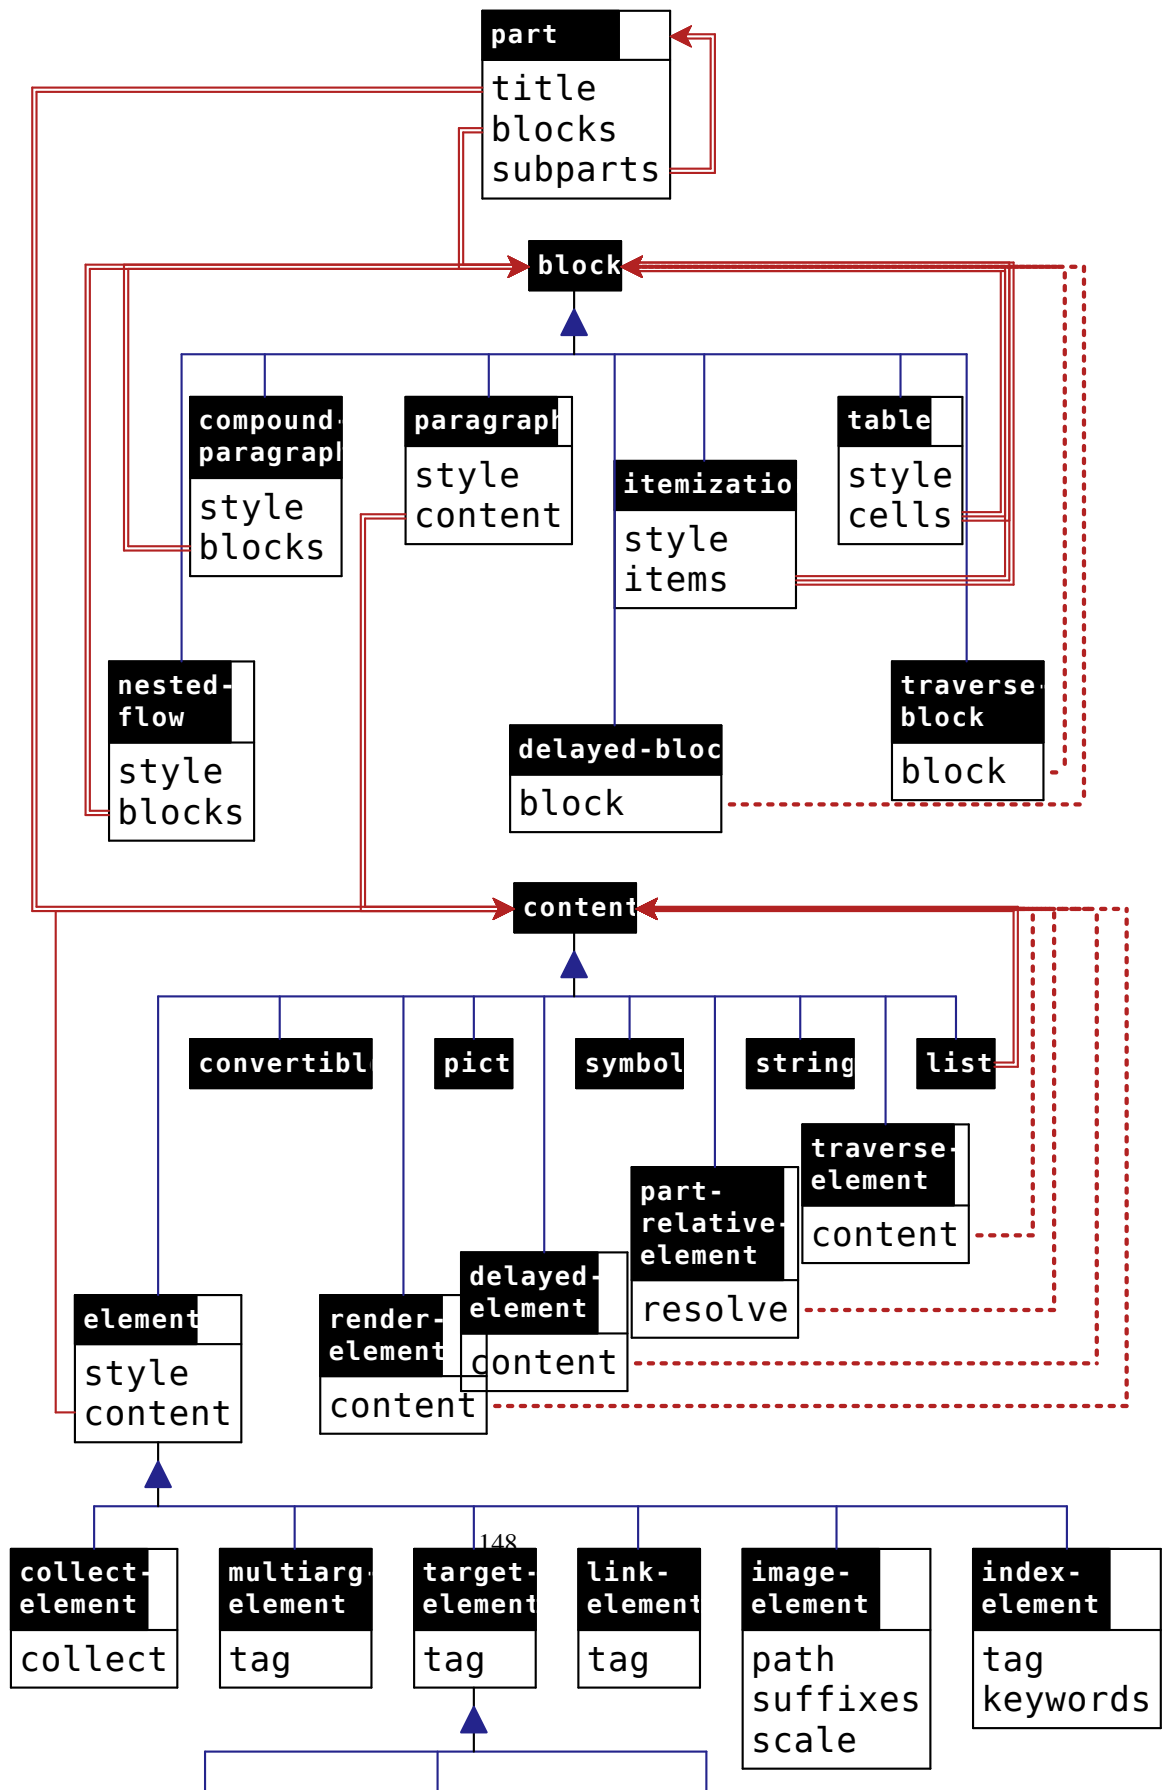 part
title
blocks
subparts
block
compound-
paragraph
style
blocks
paragraph
style
content
itemizatio
style
items
table
style
cells
nested-
flow
style
blocks
delayed-bloc
block
traverse-
block
block
content
convertible
pict
symbol
string
list
traverse-
element
content
part-
relative-
element
resolve
delayed-
element
content
render-
element
content
element
style
content
148
collect-
element
collect
multiarg-
element
tag
target-
element
tag
link-
element
tag
image-
element
path
suffixes
scale
index-
element
tag
keywords